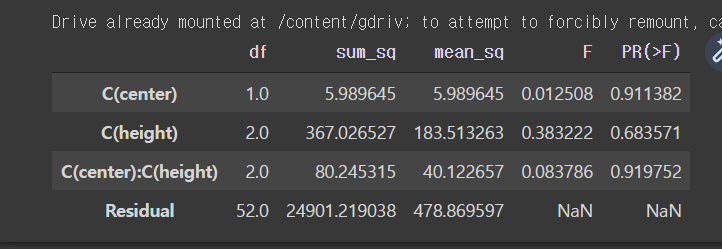 Drive already mounted at /content/gdriv; to attempt to forcibly remount, ca
df sum_sq mean_sq F PR(>F)
C(center) 1.0 5.989645 5.989645 0.012508 0.911382
C(height) 2.0 367.026527 183.513263 0.383222 0.683571
C(center):C(height) 2.0 80.245315 40.122657 0.083786 0.919752
Residual 52.0 24901.219038 478.869597 NaN NaN